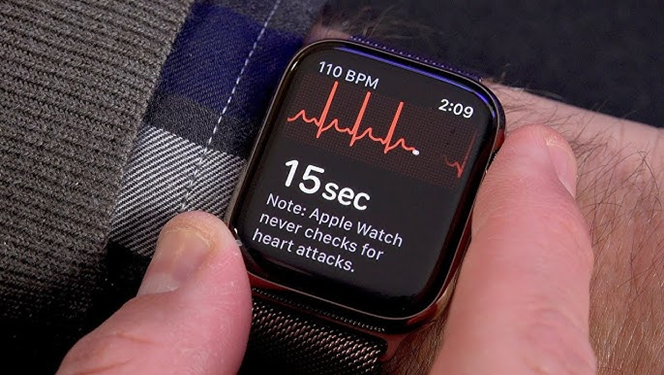 110 BPM
2:09
15sec
Note: Apple Watch
never checks for
heart attacks.